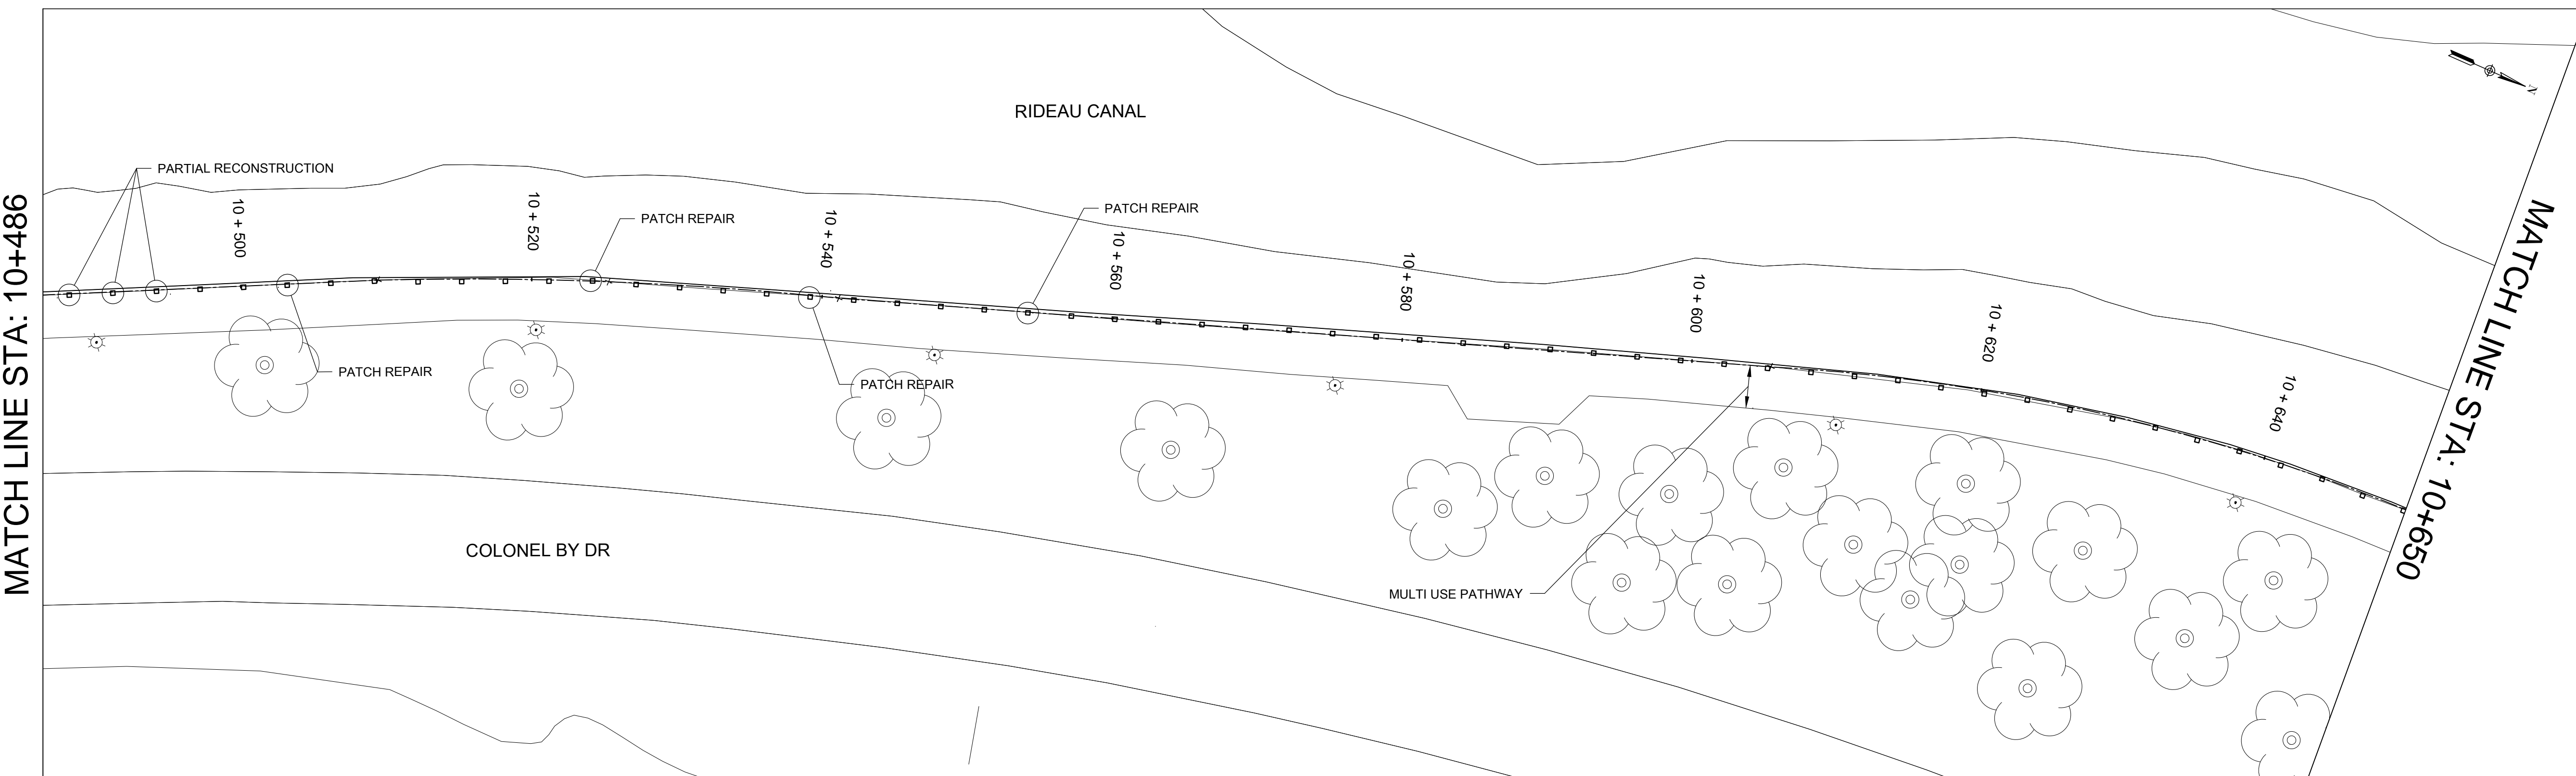 RIDEAU CANAL
N
PARTIAL RECONSTRUCTION
MATCH LINE STA: 10+486
10 + 500
10 + 520
PATCH REPAIR
10 + 540
PATCH REPAIR
10 + 560
10 + 580
10 + 600
10 + 620
10 + 640
MATCH LINE STA: 10+650
PATCH REPAIR
PATCH REPAIR
COLONEL BY DR
MULTI USE PATHWAY